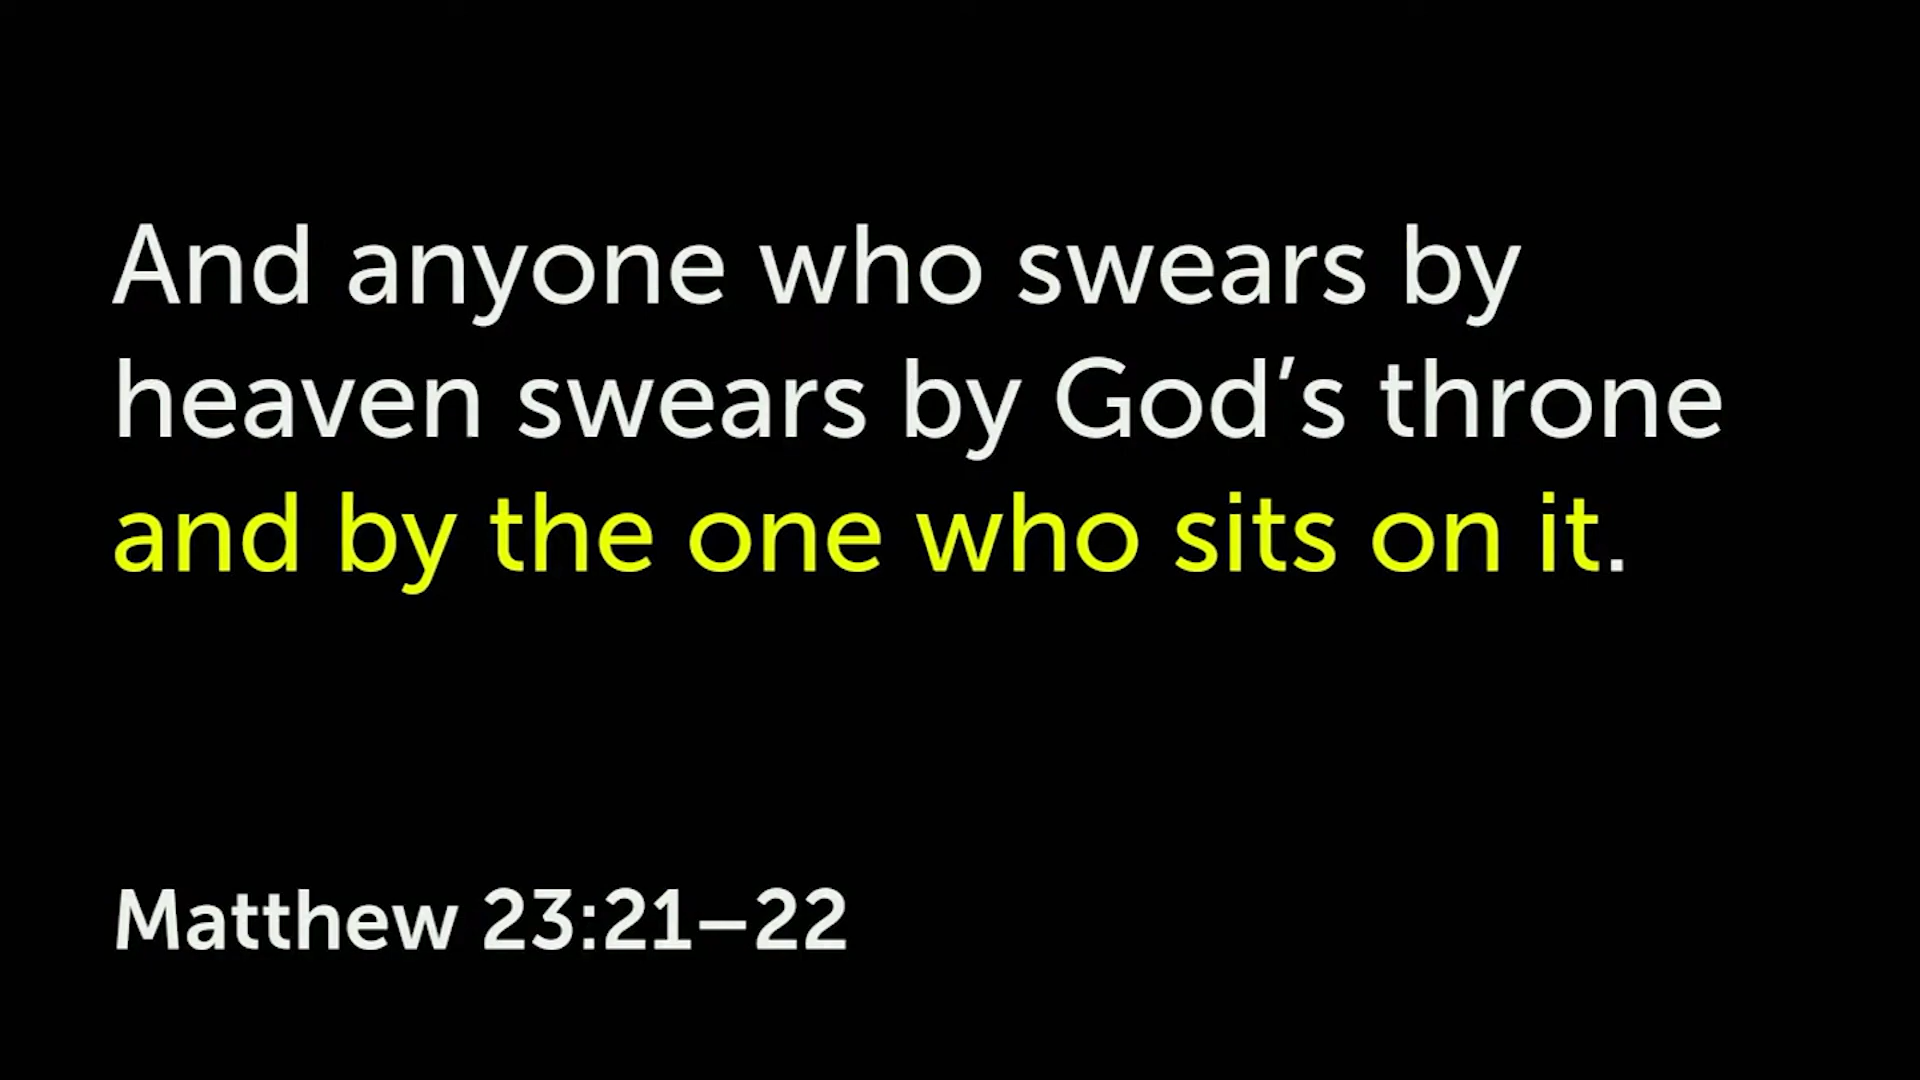 And anyone who swears by
heaven swears by God’s throne
and by the one who sits on it.
Matthew 23:21–22